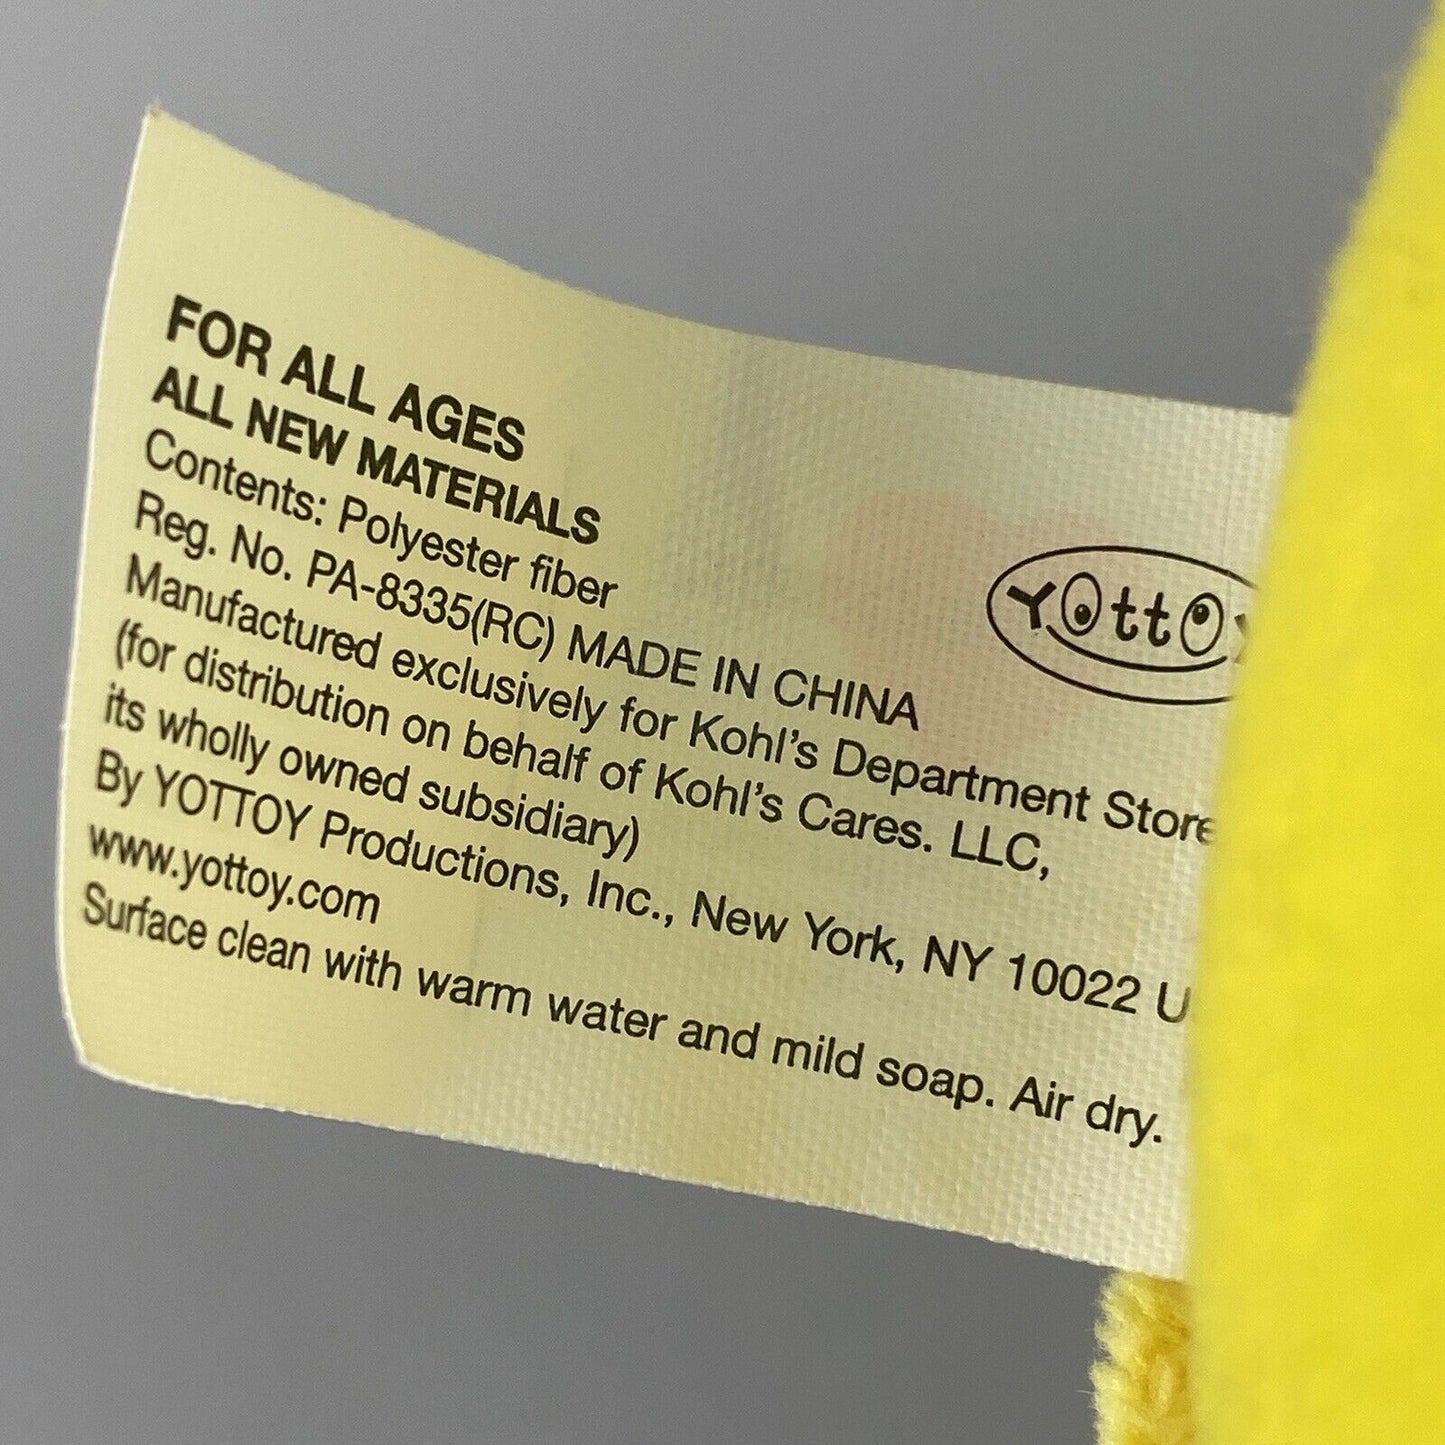 FOR ALL AGES
ALL NEW MATERIALS
Contents: Polyester fiber
Reg. No. PA-8335(RC) MADE IN CHINA
Manufactured exclusively for Kohl's Department Store
(for distribution on behalf of Kohl's Cares. LLC,
its wholly owned subsidiary)
By YOTTOY Productions, Inc., New York, NY 10022 U
www.yottoy.com
Surface clean with warm water and mild soap. Air dry.
YOttOY